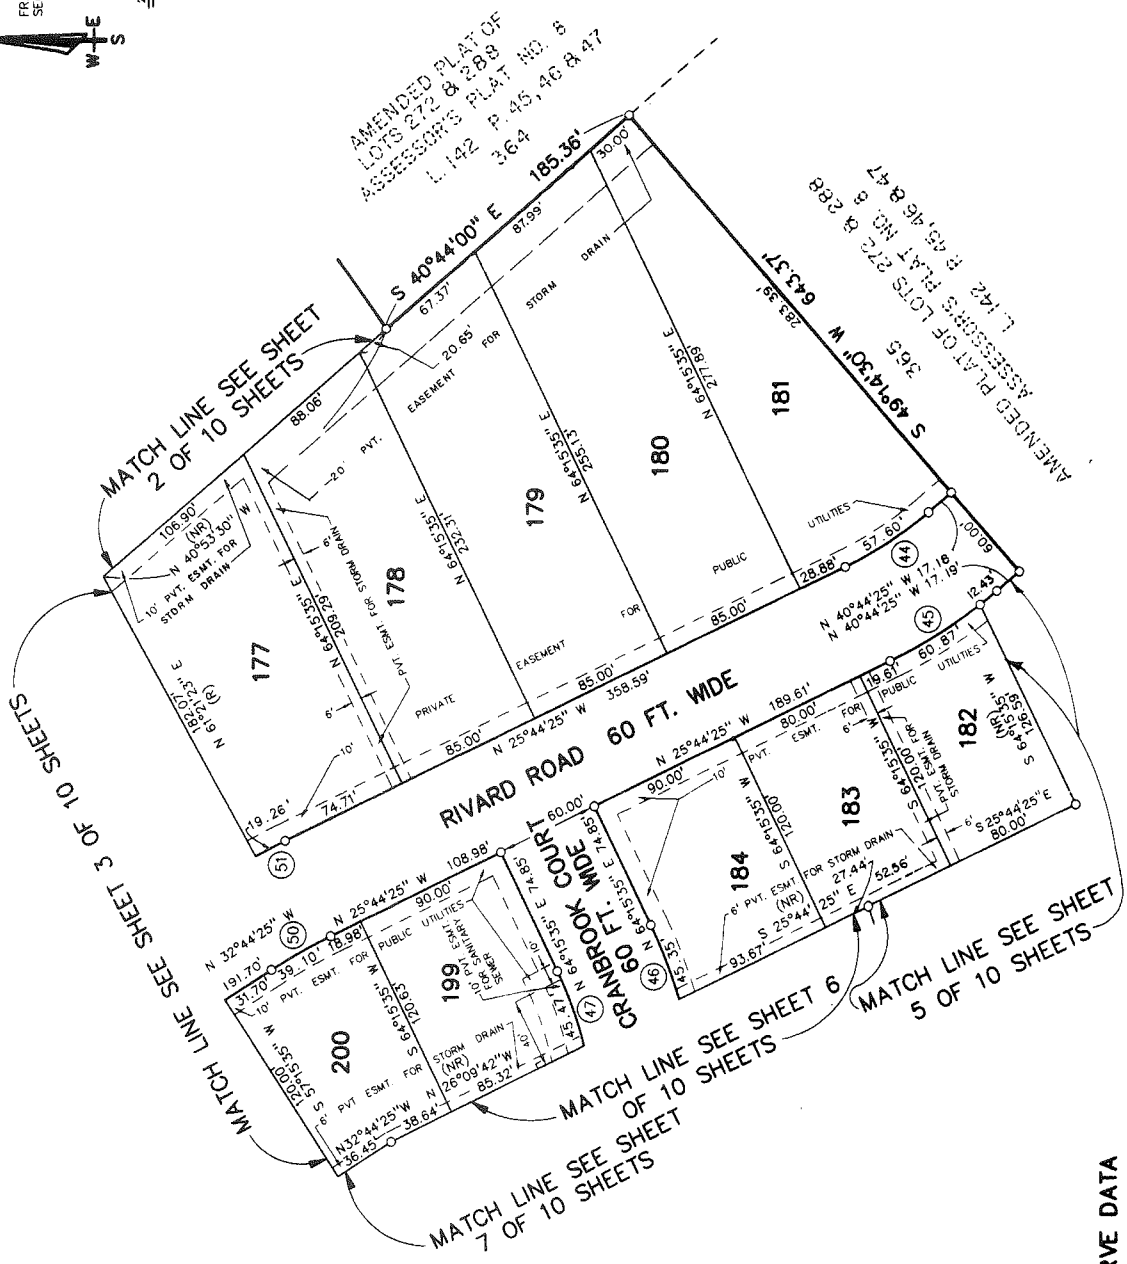 FR
SE
W E
S
AMENDED PLAT OF
LOTS 272 & 288
ASSESSOR'S PLAT NO. 8
L. 142 P. 45, 46 & 47
364
MATCH LINE SEE SHEET
2 OF 10 SHEETS
MATCH LINE SEE SHEET 3 OF 10 SHEETS
S 40°44'00" E 185.36'
30.00'
87.99'
67.37'
20.65'
88.06'
106.90'
(NR)
N 40°53'30" W
10' PVT. ESMT. FOR
STORM DRAIN
192.07'
N 61°21'23" E
(R)
177
N 64°15'35" E
209.29'
6'
6'
20'
10'
PVT. ESMT. FOR STORM DRAIN
178
PVT. EASEMENT FOR STORM DRAIN
N 64°15'35" E
232.31'
179
N 64°15'35" E
255.13'
180
N 64°15'35" E
277.89'
181
283.39'
S 49°14'30" W 643.37'
AMENDED PLAT OF LOTS 272 & 288
ASSESSOR'S PLAT NO. 8
L. 142 P. 45, 46 & 47
365
PRIVATE EASEMENT FOR PUBLIC UTILITIES
19.26'
51
74.71'
85.00'
85.00'
85.00'
28.88'
57.60'
44
N 25°44'25" W 358.59'
RIVARD ROAD 60 FT. WIDE
N 40°44'25" W 17.18'
N 40°44'25" W 17.19'
60.00'
12.43'
45
60.87'
19.61'
N 25°44'25" W 189.61'
80.00'
90.00'
60.00'
PVT. ESMT. FOR PUBLIC UTILITIES
182
S 64°15'35" W
126.59'
(NR)
S 25°44'25" E
80.00'
6'
6'
PVT. ESMT. FOR
STORM DRAIN
S 64°15'35" W
120.00'
183
S 64°15'35" W
120.00'
184
10'
6' PVT. ESMT FOR STORM DRAIN
(NR)
27.44'
S 25°44'25" E
52.56'
93.67'
N 64°15'35" E 74.85'
46
45.35'
CRANBROOK COURT
60 FT. WIDE
N 64°15'35" E 74.85'
47
45.47'
N 25°44'25" W 108.98'
90.00'
18.98'
N 32°44'25" W
191.70'
50
31.70'
39.10'
10'
PVT. ESMT. FOR PUBLIC UTILITIES
199
10' PVT. ESMT
FOR SANITARY
SEWER
10'
40'
S 64°15'35" W
120.63'
200
S 57°15'35" W
120.00'
6' PVT ESMT. FOR STORM DRAIN
(NR)
N 26°09'42" W
85.32'
N32°44'25"W
36.45'
38.64'
MATCH LINE SEE SHEET 6
OF 10 SHEETS
MATCH LINE SEE SHEET
7 OF 10 SHEETS
MATCH LINE SEE SHEET
5 OF 10 SHEETS
RVE DATA